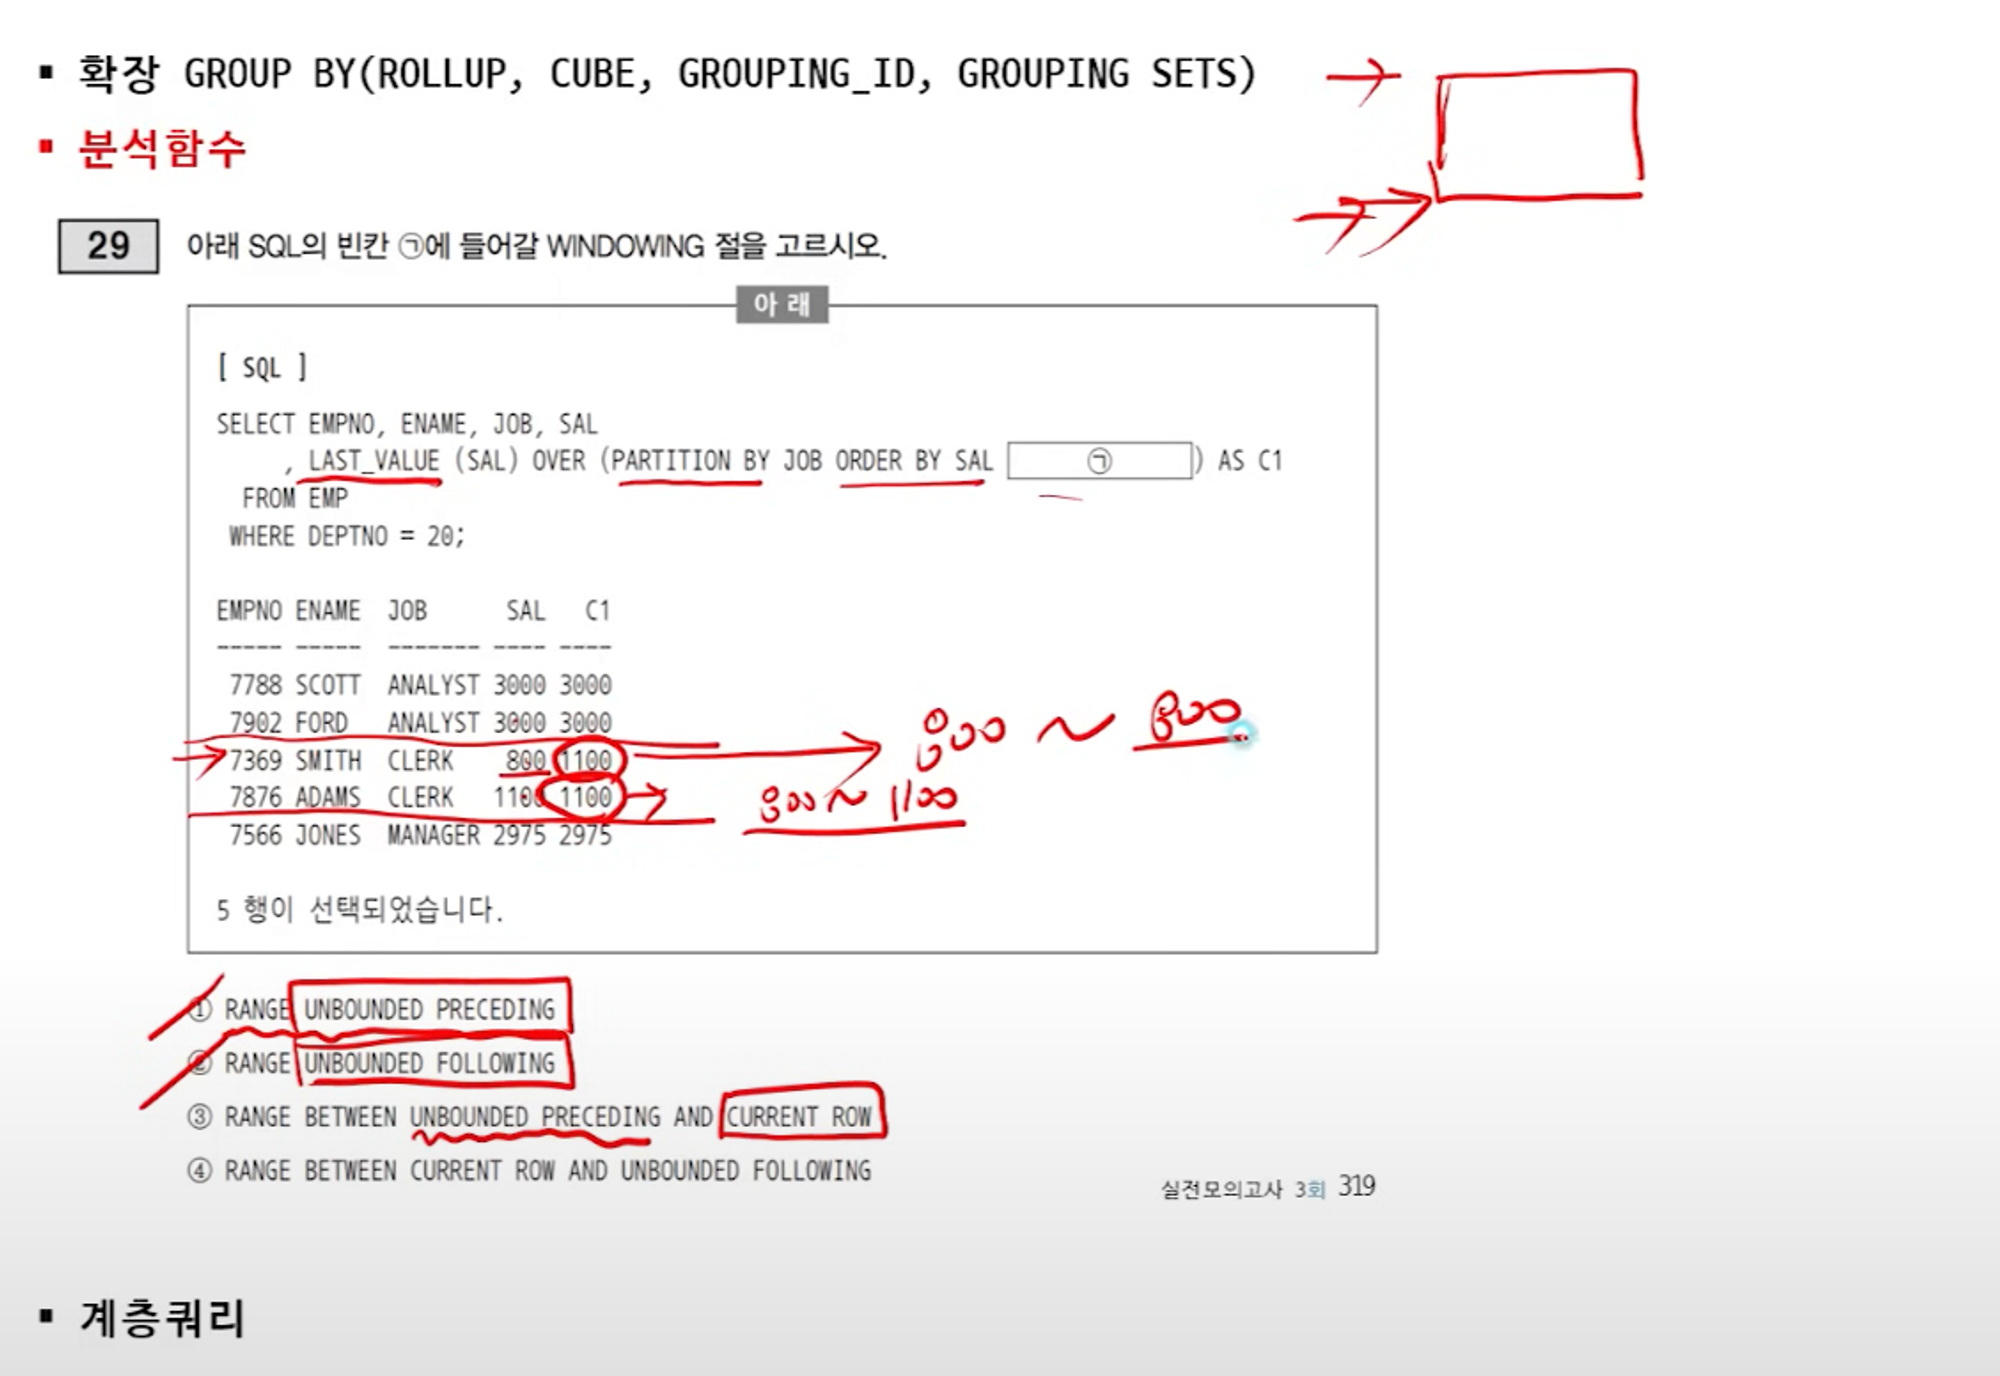 ▪ 확장 GROUP BY(ROLLUP, CUBE, GROUPING_ID, GROUPING SETS)
▪ 분석함수
29 아래 SQL의 빈칸 ㉠에 들어갈 WINDOWING 절을 고르시오.
아 래
[ SQL ]
SELECT EMPNO, ENAME, JOB, SAL
, LAST_VALUE (SAL) OVER (PARTITION BY JOB ORDER BY SAL ㉠ ) AS C1
FROM EMP
WHERE DEPTNO = 20;
EMPNO ENAME JOB SAL C1
----- ----- ------- ---- ----
7788 SCOTT ANALYST 3000 3000
7902 FORD ANALYST 3000 3000
7369 SMITH CLERK 800 1100 800 ~ 800
7876 ADAMS CLERK 1100 1100 800 ~ 1100
7566 JONES MANAGER 2975 2975
5 행이 선택되었습니다.
① RANGE UNBOUNDED PRECEDING
② RANGE UNBOUNDED FOLLOWING
③ RANGE BETWEEN UNBOUNDED PRECEDING AND CURRENT ROW
④ RANGE BETWEEN CURRENT ROW AND UNBOUNDED FOLLOWING
실전모의고사 3회 319
▪ 계층쿼리